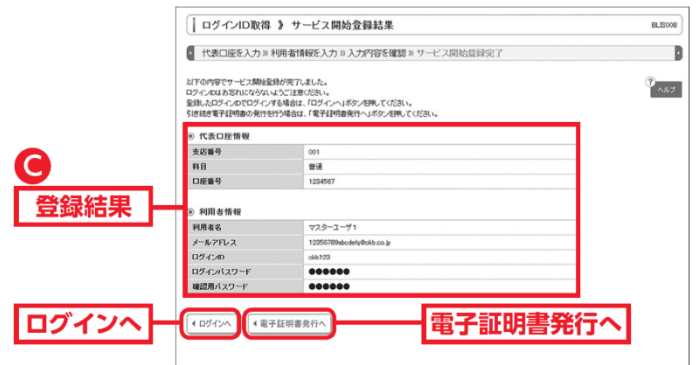 ログインID取得 》 サービス開始登録結果
BLIS008
代表口座を入力 » 利用者情報を入力 » 入力内容を確認 » サービス開始登録完了
以下の内容でサービス開始登録が完了しました。
ログインIDはお忘れにならないようご注意ください。
登録したログインIDでログインする場合は、「ログインへ」ボタンを押してください。
引き続き電子証明書の発行を行う場合は、「電子証明書発行へ」ボタンを押してください。
?
ヘルプ
代表口座情報
支店番号 001
科目 普通
口座番号 1234567
C
登録結果
利用者情報
利用者名 マスターユーザ1
メールアドレス 12356789abcdefg@okb.co.jp
ログインID okb123
ログインパスワード ●●●●●●
確認用パスワード ●●●●●●
ログインへ
ログインへ
電子証明書発行へ
電子証明書発行へ